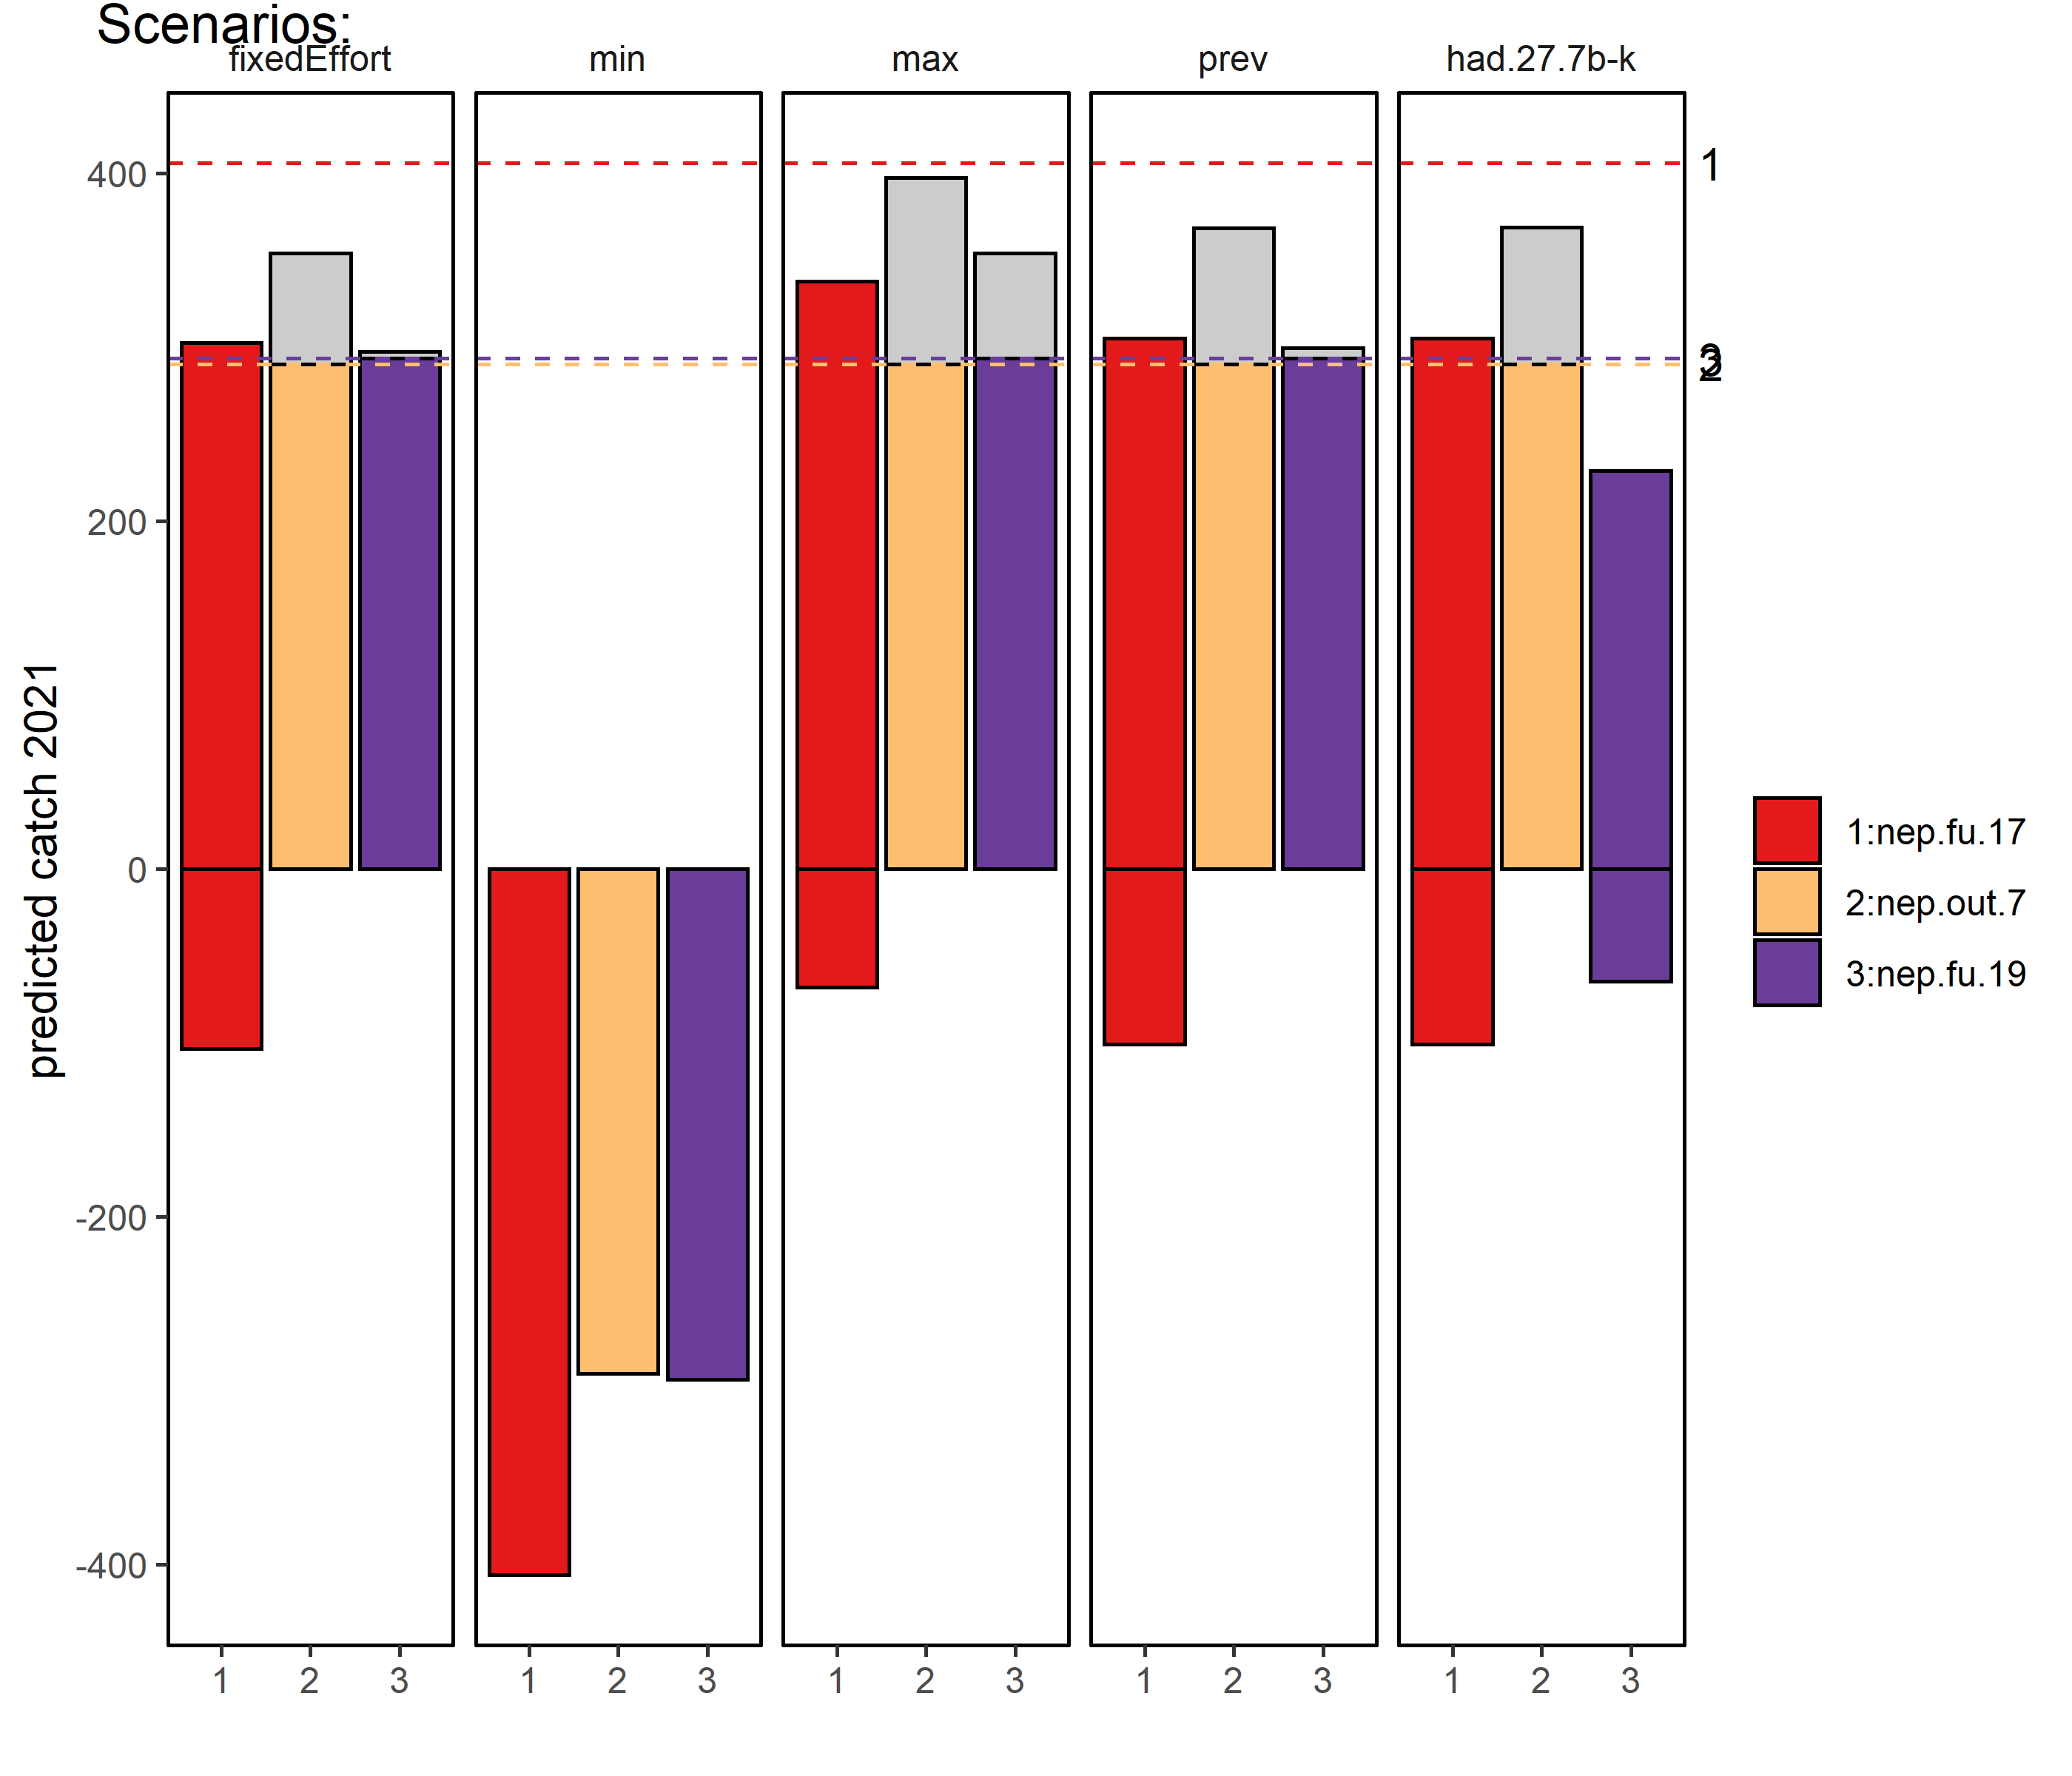 Scenarios:
fixedEffort min max prev had.27.7b-k
predicted catch 2021
400
200
0
-200
-400
1
3
2
1 2 3 1 2 3 1 2 3 1 2 3 1 2 3
1:nep.fu.17
2:nep.out.7
3:nep.fu.19